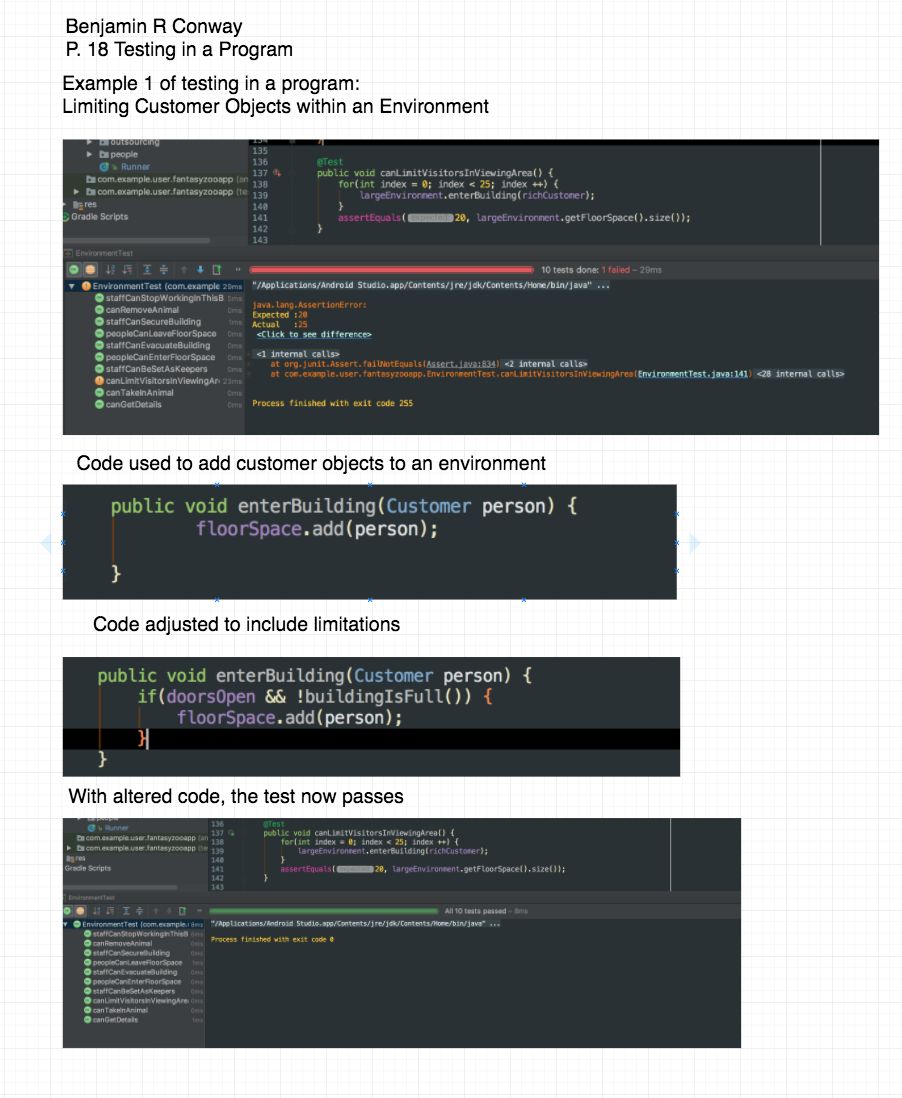 Benjamin R Conway
P. 18 Testing in a Program
Example 1 of testing in a program:
Limiting Customer Objects within an Environment
outsourcing
people
Runner
com.example.user.fantasyzooapp (an
com.example.user.fantasyzooapp (te
res
Gradle Scripts
134 }
135
136 @Test
137 public void canLimitVisitorsInViewingArea() {
138 for(int index = 0; index < 25; index ++) {
139 largeEnvironment.enterBuilding(richCustomer);
140 }
141 assertEquals( expected: 20, largeEnvironment.getFloorSpace().size());
142 }
143
EnvironmentTest
10 tests done: 1 failed – 29ms
EnvironmentTest (com.example 29ms
staffCanStopWorkingInThisB 5ms
canRemoveAnimal 0ms
staffCanSecureBuilding 1ms
peopleCanLeaveFloorSpace 0ms
staffCanEvacuateBuilding 0ms
peopleCanEnterFloorSpace 0ms
staffCanBeSetAsKeepers 0ms
canLimitVisitorsInViewingAr 23ms
canTakeInAnimal 0ms
canGetDetails 0ms
"/Applications/Android Studio.app/Contents/jre/jdk/Contents/Home/bin/java" ...
java.lang.AssertionError:
Expected :20
Actual :25
<Click to see difference>
<1 internal calls>
at org.junit.Assert.failNotEquals(Assert.java:834) <2 internal calls>
at com.example.user.fantasyzooapp.EnvironmentTest.canLimitVisitorsInViewingArea(EnvironmentTest.java:141) <28 internal calls>
Process finished with exit code 255
Code used to add customer objects to an environment
public void enterBuilding(Customer person) {
floorSpace.add(person);
}
Code adjusted to include limitations
public void enterBuilding(Customer person) {
if(doorsOpen && !buildingIsFull()) {
floorSpace.add(person);
}
}
With altered code, the test now passes
people
Runner
com.example.user.fantasyzooapp (an
com.example.user.fantasyzooapp (te
res
Gradle Scripts
136 @Test
137 public void canLimitVisitorsInViewingArea() {
138 for(int index = 0; index < 25; index ++) {
139 largeEnvironment.enterBuilding(richCustomer);
140 }
141 assertEquals( 20, largeEnvironment.getFloorSpace().size());
142 }
143
EnvironmentTest
All 10 tests passed – 8ms
EnvironmentTest (com.example.u 8ms
staffCanStopWorkingInThisB
canRemoveAnimal 0ms
staffCanSecureBuilding 0ms
peopleCanLeaveFloorSpace 1ms
staffCanEvacuateBuilding 0ms
peopleCanEnterFloorSpace 0ms
staffCanBeSetAsKeepers 0ms
canLimitVisitorsInViewingAre 0ms
canTakeInAnimal 0ms
canGetDetails 1ms
"/Applications/Android Studio.app/Contents/jre/jdk/Contents/Home/bin/java" ...
Process finished with exit code 0